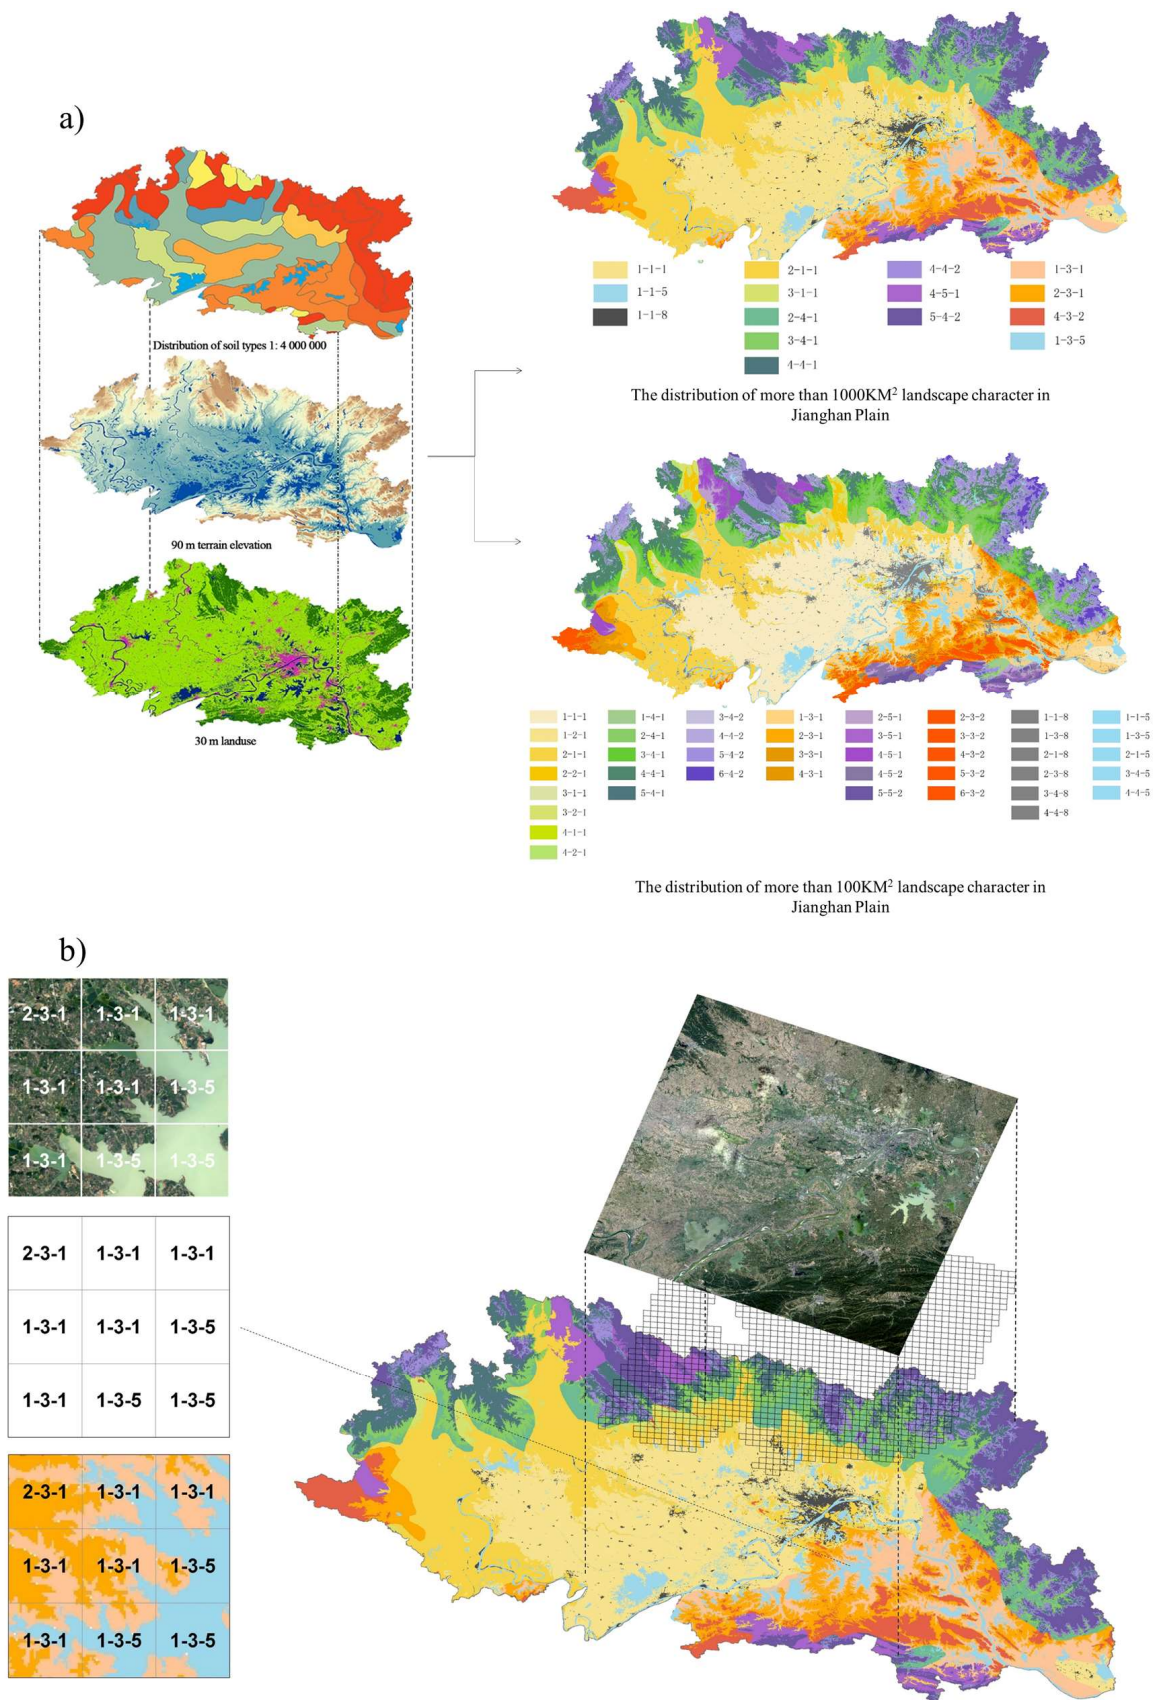 a)
Distribution of soil types 1: 4 000 000
90 m terrain elevation
30 m landuse
1-1-1 2-1-1 4-4-2 1-3-1
1-1-5 3-1-1 4-5-1 2-3-1
1-1-8 2-4-1 5-4-2 4-3-2
3-4-1 1-3-5
4-4-1
The distribution of more than 1000KM² landscape character in
Jianghan Plain
1-1-1 1-4-1 3-4-2 1-3-1 2-5-1 2-3-2 1-1-8 1-1-5
1-2-1 2-4-1 4-4-2 2-3-1 3-5-1 3-3-2 1-3-8 1-3-5
2-1-1 3-4-1 5-4-2 3-3-1 4-5-1 4-3-2 2-1-8 2-1-5
2-2-1 4-4-1 6-4-2 4-3-1 4-5-2 5-3-2 2-3-8 3-4-5
3-1-1 5-4-1 5-5-2 6-3-2 3-4-8 4-4-5
3-2-1 4-4-8
4-1-1
4-2-1
The distribution of more than 100KM² landscape character in
Jianghan Plain
b)
2-3-1 1-3-1 1-3-1
1-3-1 1-3-1 1-3-5
1-3-1 1-3-5 1-3-5
2-3-1 1-3-1 1-3-1
1-3-1 1-3-1 1-3-5
1-3-1 1-3-5 1-3-5
2-3-1 1-3-1 1-3-1
1-3-1 1-3-1 1-3-5
1-3-1 1-3-5 1-3-5